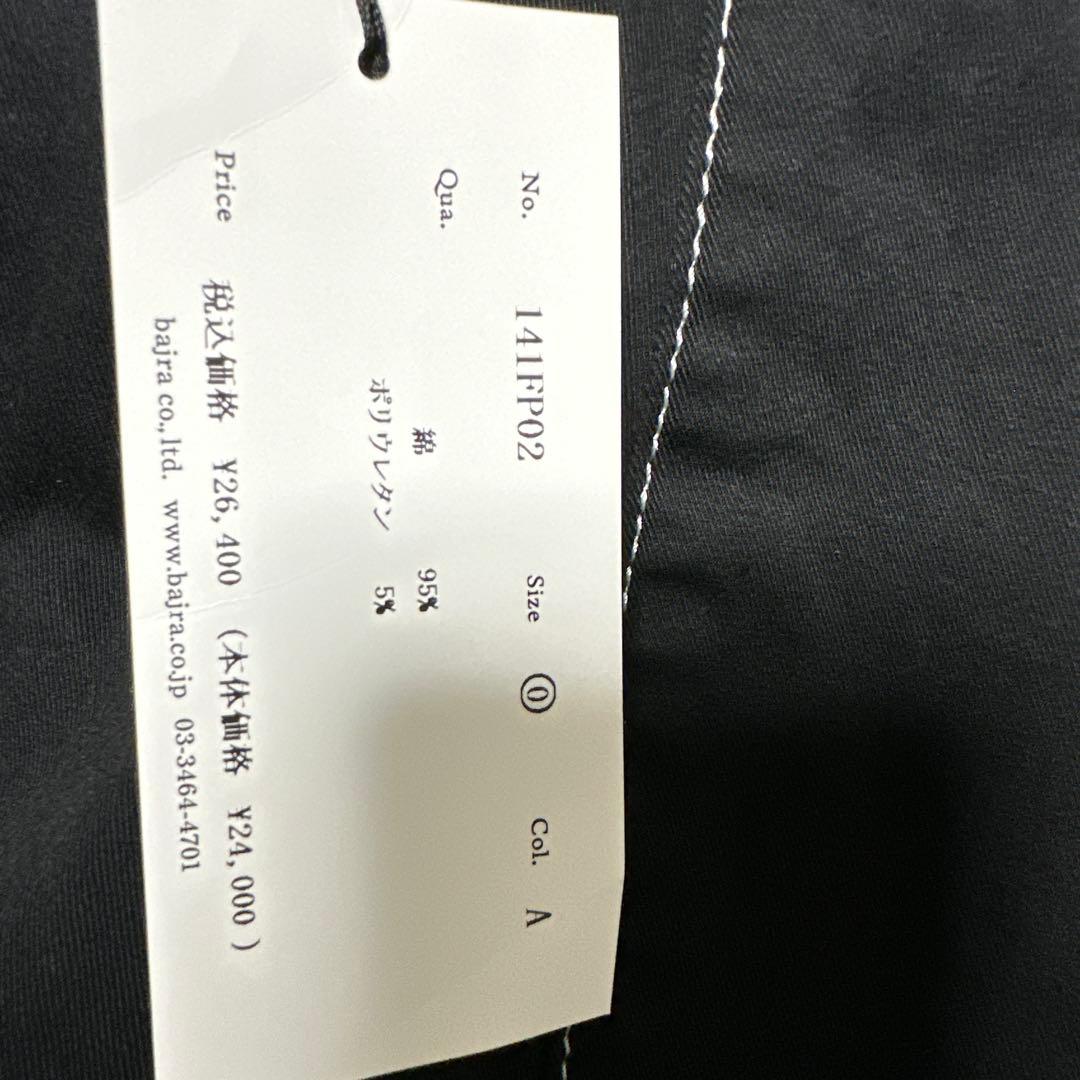 No. 141FP02 Size ⓪ Col. A
Qua. 綿 95%
ポリウレタン 5%
Price 税込価格 ¥26,400 (本体価格 ¥24,000)
bajra co.,ltd. www.bajra.co.jp 03-3464-4701